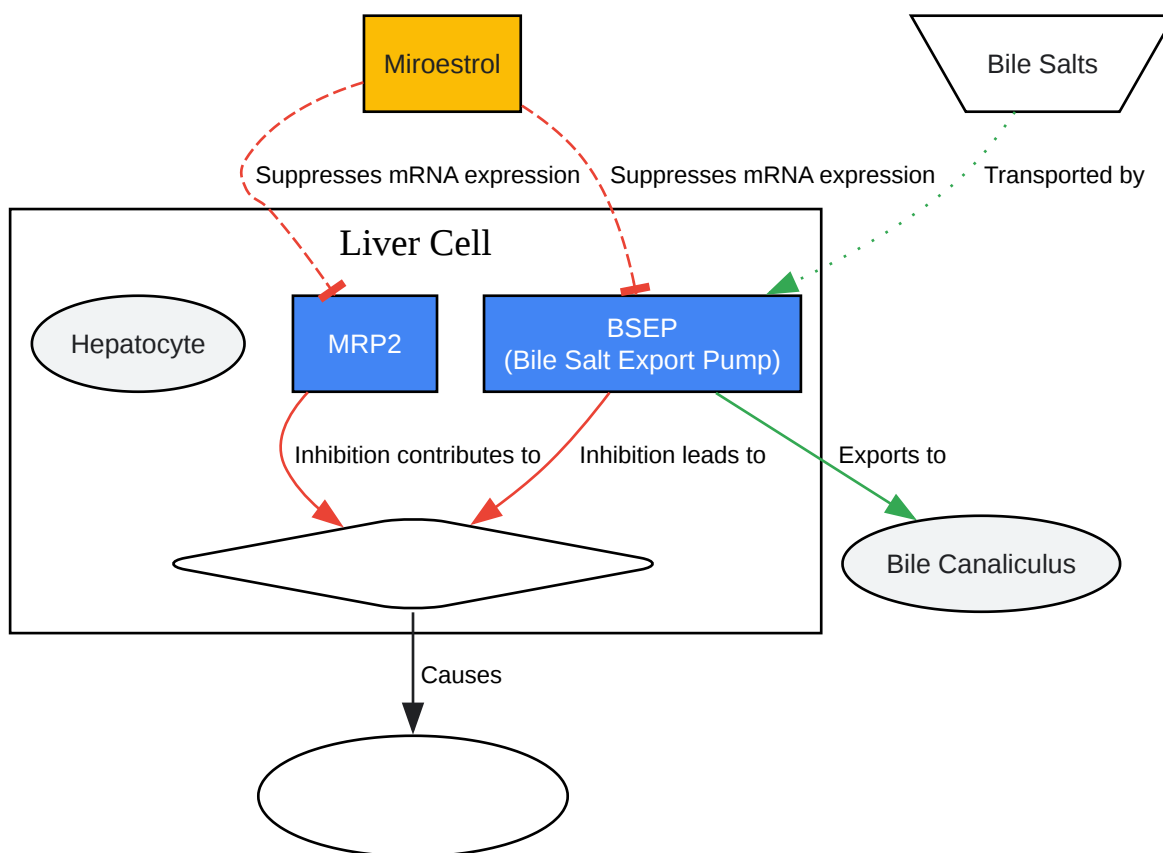 Miroestrol
Bile Salts
Suppresses mRNA expression
Suppresses mRNA expression
Transported by
Liver Cell
Hepatocyte
MRP2
BSEP
(Bile Salt Export Pump)
Inhibition contributes to
Inhibition leads to
Exports to
Bile Canaliculus
Causes